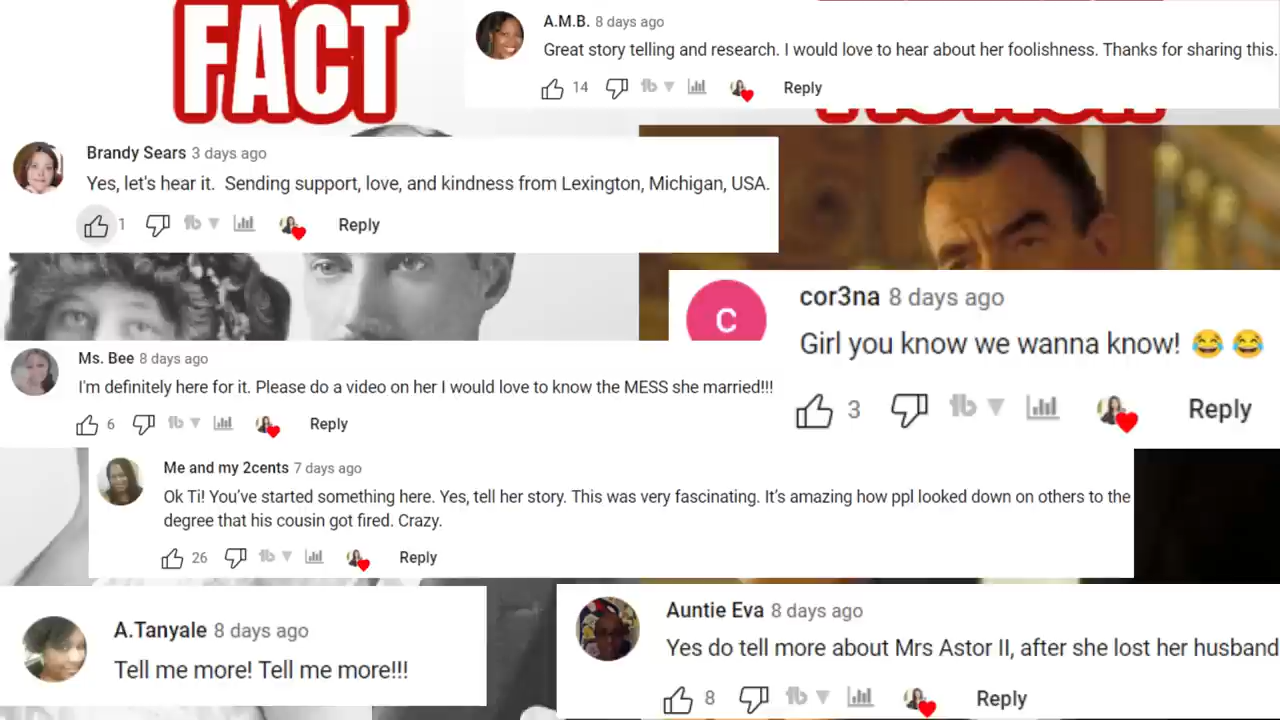 FACT
A.M.B. 8 days ago
Great story telling and research. I would love to hear about her foolishness. Thanks for sharing this.
14 Reply
Brandy Sears 3 days ago
Yes, let's hear it. Sending support, love, and kindness from Lexington, Michigan, USA.
1 Reply
C
cor3na 8 days ago
Girl you know we wanna know! 😂 😂
3 Reply
Ms. Bee 8 days ago
I'm definitely here for it. Please do a video on her I would love to know the MESS she married!!!
6 Reply
Me and my 2cents 7 days ago
Ok Ti! You've started something here. Yes, tell her story. This was very fascinating. It's amazing how ppl looked down on others to the
degree that his cousin got fired. Crazy.
26 Reply
A.Tanyale 8 days ago
Tell me more! Tell me more!!!
Auntie Eva 8 days ago
Yes do tell more about Mrs Astor II, after she lost her husband
8 Reply